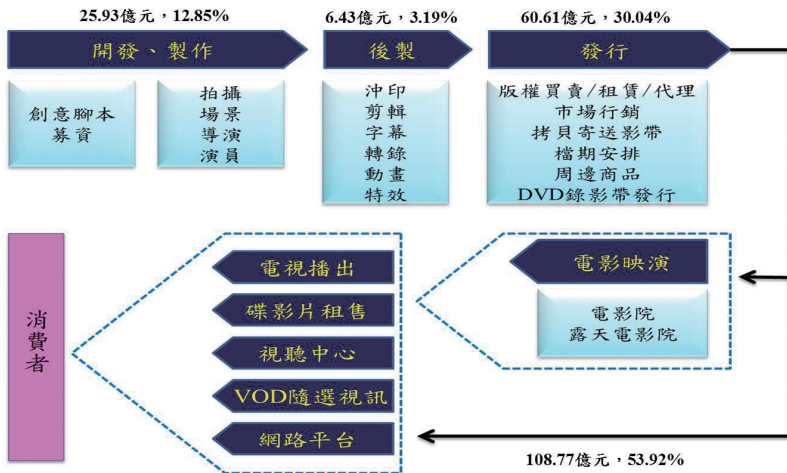 25.93億元，12.85%
6.43億元，3.19%
60.61億元，30.04%
開發、製作
後製
發行
創意腳本
募資
拍攝
場景
導演
演員
沖印
剪輯
字幕
轉錄
動畫
特效
版權買賣/租賃/代理
市場行銷
拷貝寄送影帶
檔期安排
周邊商品
DVD錄影帶發行
電影映演
電影院
露天電影院
電視播出
碟影片租售
視聽中心
VOD隨選視訊
網路平台
消費者
108.77億元，53.92%